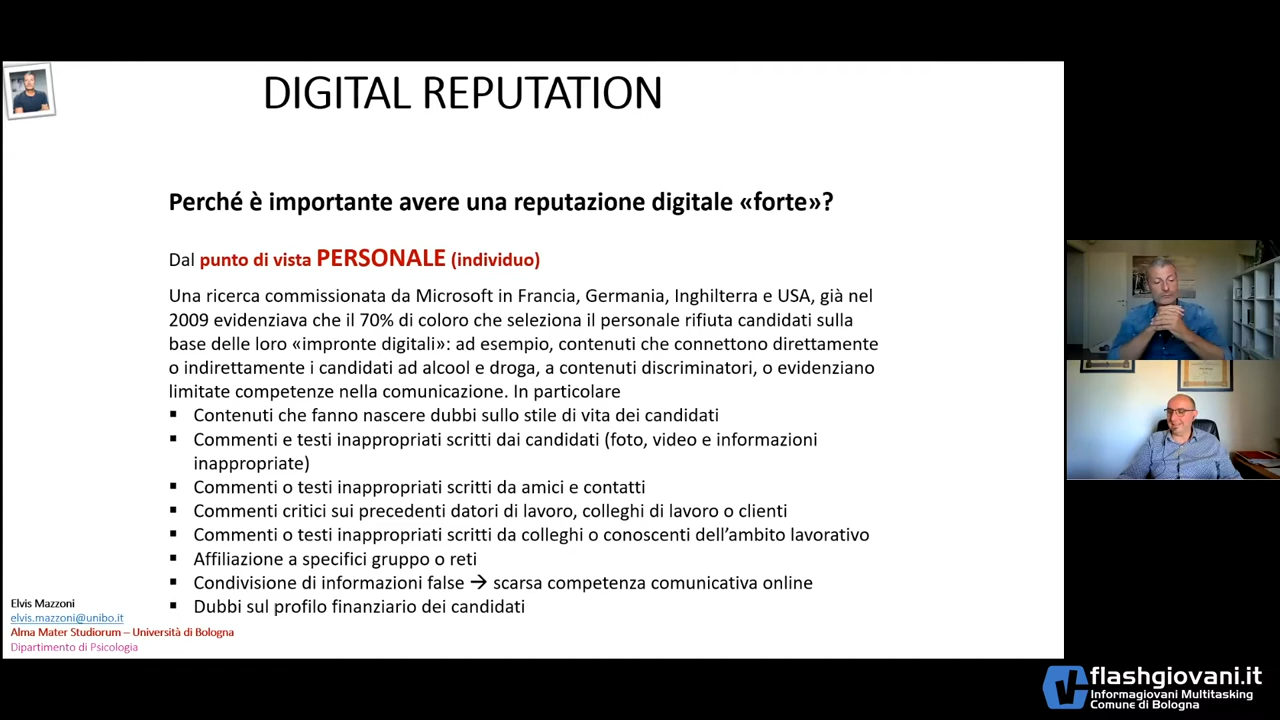 DIGITAL REPUTATION
Perché è importante avere una reputazione digitale «forte»?
Dal punto di vista PERSONALE (individuo)
Una ricerca commissionata da Microsoft in Francia, Germania, Inghilterra e USA, già nel
2009 evidenziava che il 70% di coloro che seleziona il personale rifiuta candidati sulla
base delle loro «impronte digitali»: ad esempio, contenuti che connettono direttamente
o indirettamente i candidati ad alcool e droga, a contenuti discriminatori, o evidenziano
limitate competenze nella comunicazione. In particolare
▪ Contenuti che fanno nascere dubbi sullo stile di vita dei candidati
▪ Commenti e testi inappropriati scritti dai candidati (foto, video e informazioni
inappropriate)
▪ Commenti o testi inappropriati scritti da amici e contatti
▪ Commenti critici sui precedenti datori di lavoro, colleghi di lavoro o clienti
▪ Commenti o testi inappropriati scritti da colleghi o conoscenti dell’ambito lavorativo
▪ Affiliazione a specifici gruppo o reti
▪ Condivisione di informazioni false → scarsa competenza comunicativa online
▪ Dubbi sul profilo finanziario dei candidati
Elvis Mazzoni
elvis.mazzoni@unibo.it
Alma Mater Studiorum – Università di Bologna
Dipartimento di Psicologia
flashgiovani.it
Informagiovani Multitasking
Comune di Bologna